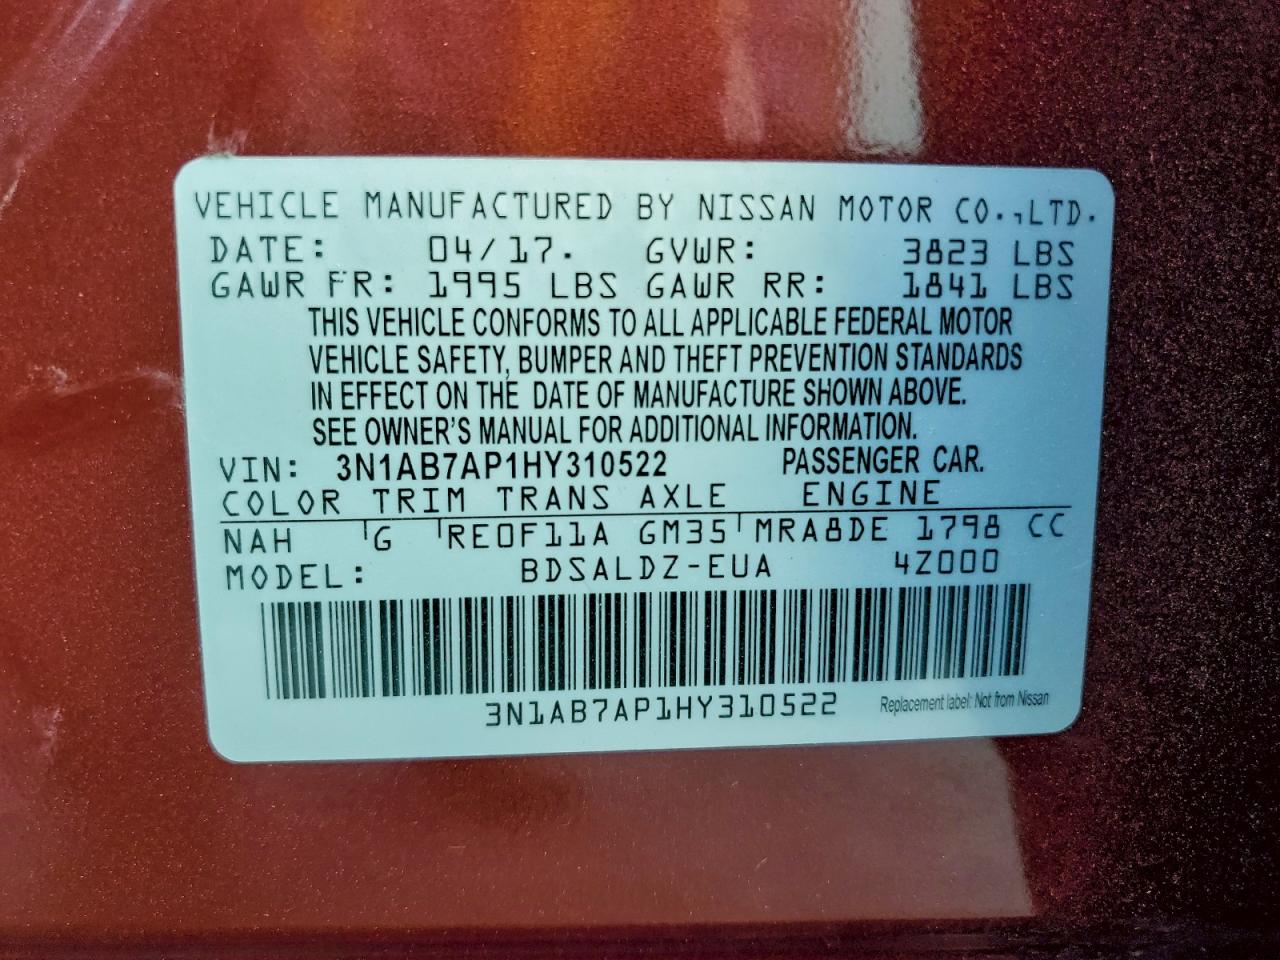 VEHICLE MANUFACTURED BY NISSAN MOTOR CO.,LTD.
DATE: 04/17. GVWR: 3823 LBS
GAWR FR: 1995 LBS GAWR RR: 1841 LBS
THIS VEHICLE CONFORMS TO ALL APPLICABLE FEDERAL MOTOR
VEHICLE SAFETY, BUMPER AND THEFT PREVENTION STANDARDS
IN EFFECT ON THE DATE OF MANUFACTURE SHOWN ABOVE.
SEE OWNER'S MANUAL FOR ADDITIONAL INFORMATION.
VIN: 3N1AB7AP1HY310522 PASSENGER CAR.
COLOR TRIM TRANS AXLE ENGINE
NAH G RE0F11A GM35 MRA8DE 1798 CC
MODEL: BDSALDZ-EUA 4Z000
3N1AB7AP1HY310522
Replacement label: Not from Nissan